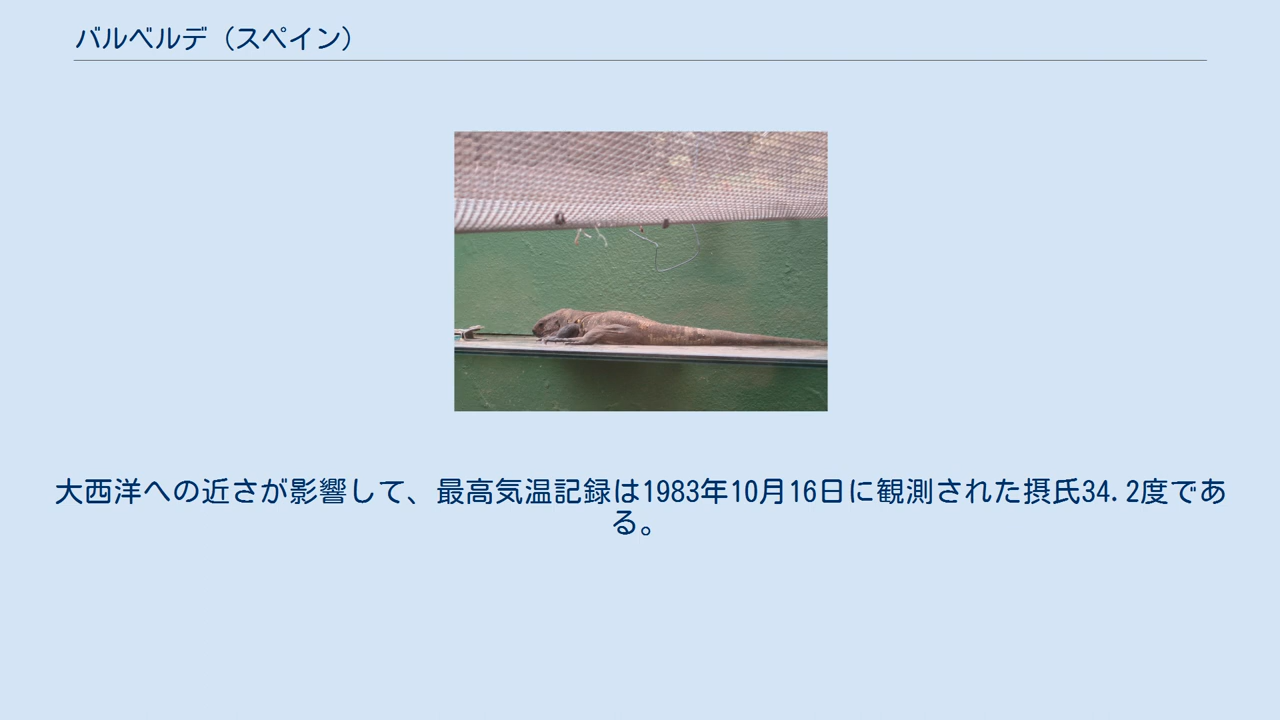 バルベルデ（スペイン）
大西洋への近さが影響して、最高気温記録は1983年10月16日に観測された摂氏34.2度であ
る。